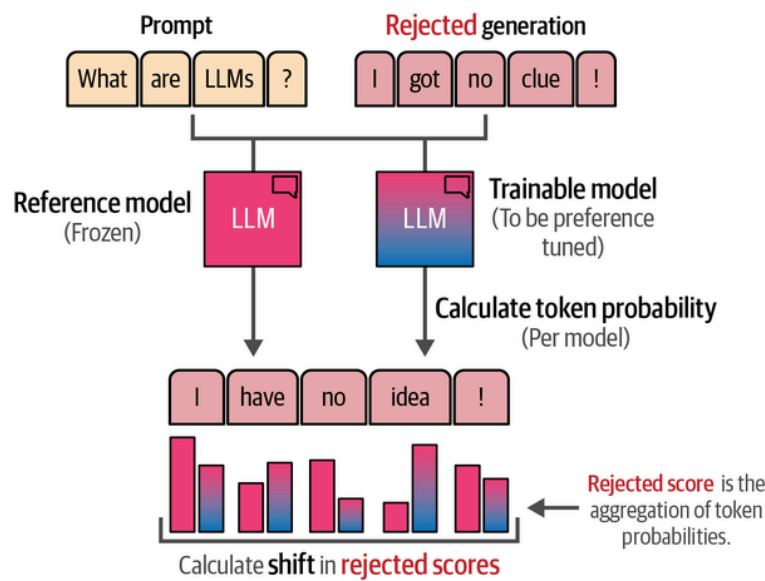 Prompt
Rejected generation
What are LLMs ?
I got no clue !
Reference model
(Frozen)
LLM
LLM
Trainable model
(To be preference
tuned)
Calculate token probability
(Per model)
I have no idea !
Rejected score is the
aggregation of token
probabilities.
Calculate shift in rejected scores